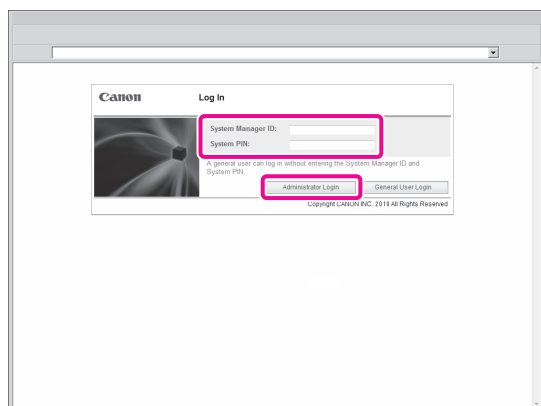 Canon
Log In
System Manager ID:
System PIN:
A general user can log in without entering the System Manager ID and
System PIN.
Administrator Login
General User Login
Copyright CANON INC. 2018 All Rights Reserved